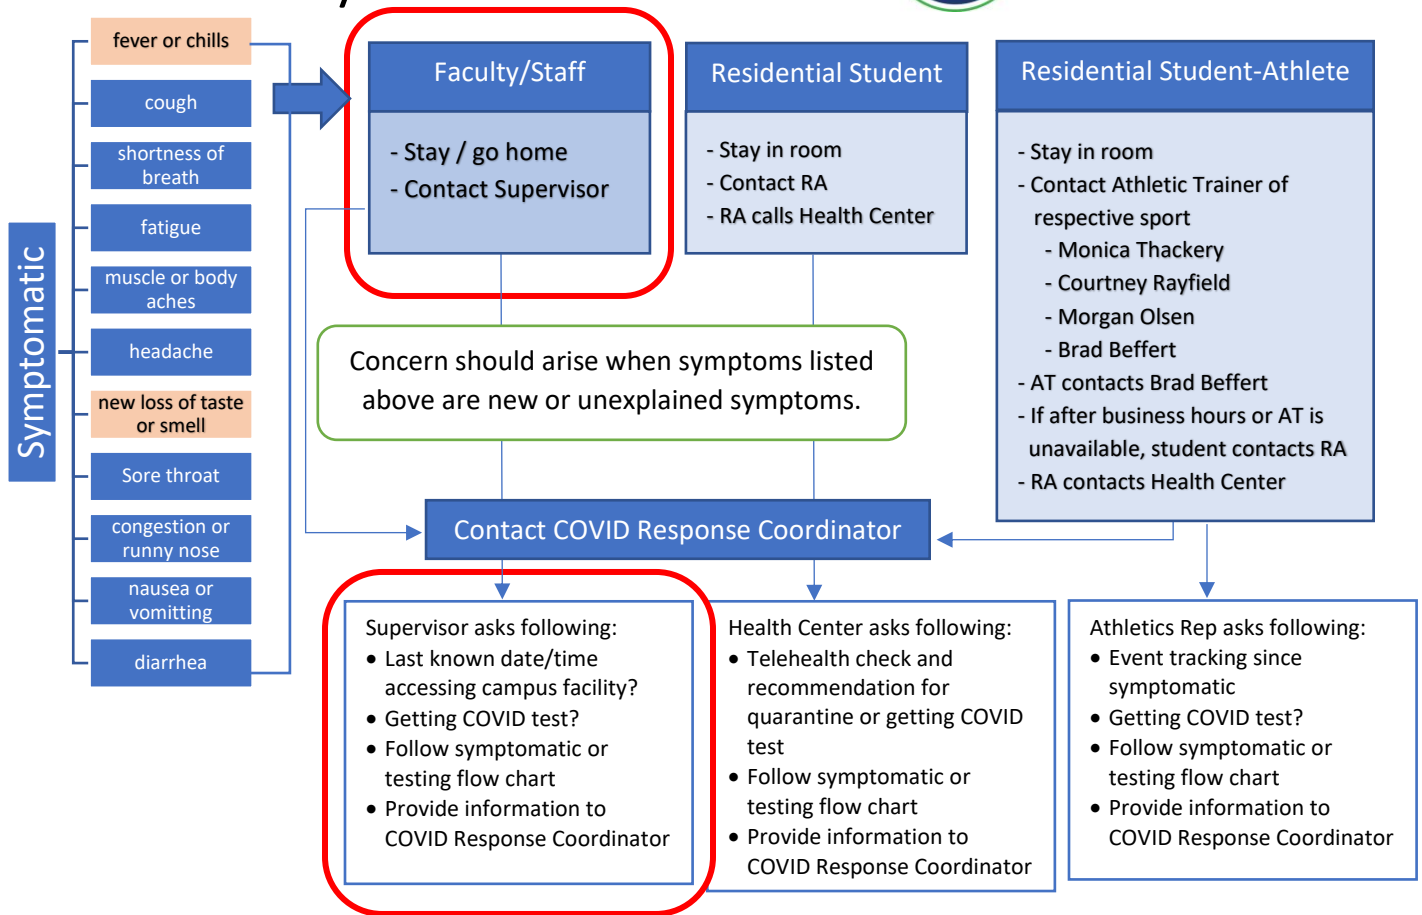 Symptomatic
fever or chills
cough
shortness of
breath
fatigue
muscle or body
aches
headache
new loss of taste
or smell
Sore throat
congestion or
runny nose
nausea or
vomitting
diarrhea
Faculty/Staff
- Stay / go home
- Contact Supervisor
Residential Student
- Stay in room
- Contact RA
- RA calls Health Center
Residential Student-Athlete
- Stay in room
- Contact Athletic Trainer of
respective sport
- Monica Thackery
- Courtney Rayfield
- Morgan Olsen
- Brad Beffert
- AT contacts Brad Beffert
- If after business hours or AT is
unavailable, student contacts RA
- RA contacts Health Center
Concern should arise when symptoms listed
above are new or unexplained symptoms.
Contact COVID Response Coordinator
Supervisor asks following:
• Last known date/time
accessing campus facility?
• Getting COVID test?
• Follow symptomatic or
testing flow chart
• Provide information to
COVID Response Coordinator
Health Center asks following:
• Telehealth check and
recommendation for
quarantine or getting COVID
test
• Follow symptomatic or
testing flow chart
• Provide information to
COVID Response Coordinator
Athletics Rep asks following:
• Event tracking since
symptomatic
• Getting COVID test?
• Follow symptomatic or
testing flow chart
• Provide information to
COVID Response Coordinator